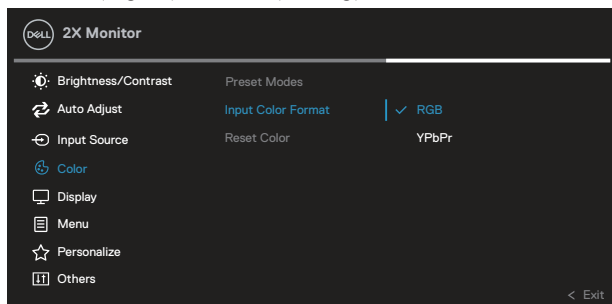 DELL 2X Monitor
Brightness/Contrast Preset Modes
Auto Adjust Input Color Format ✓ RGB
Input Source Reset Color YPbPr
Color
Display
Menu
Personalize
Others
< Exit